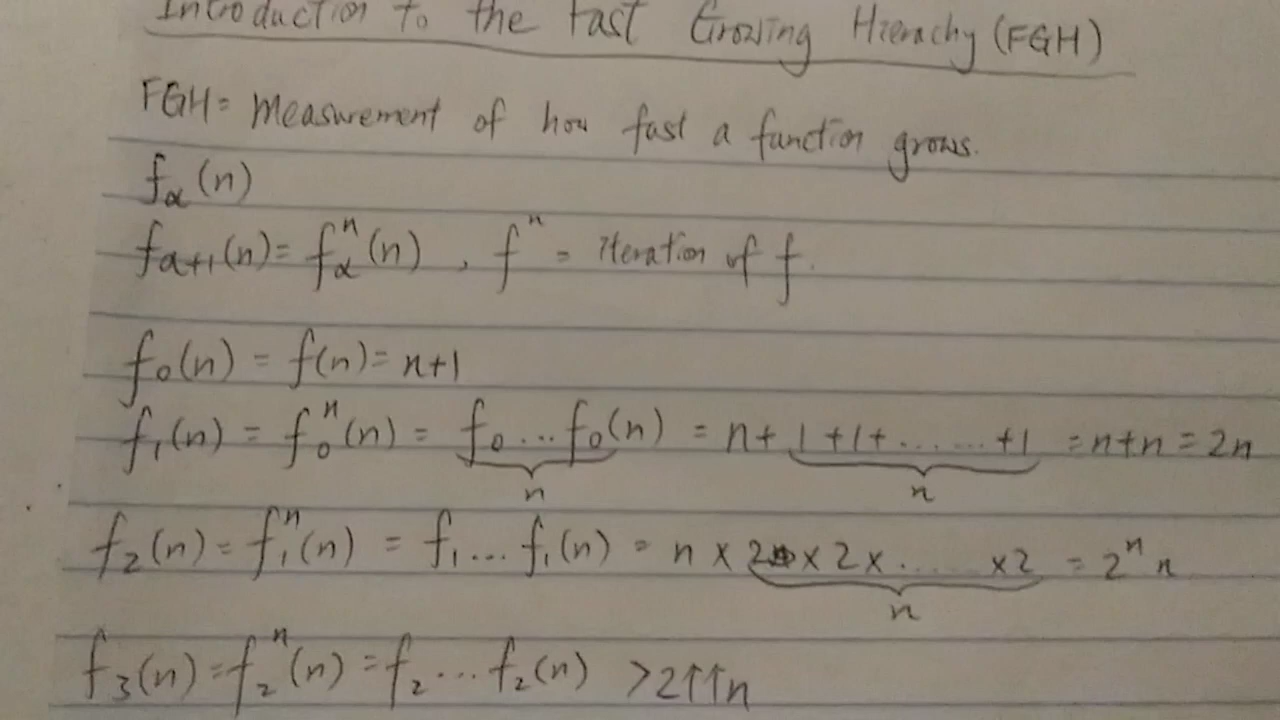 Introduction to the Fast Growing Hierachy (FGH)
FGH = Measurement of how fast a function grows.
fα(n)
fα+1(n) = fαⁿ(n) , fⁿ = iteration of f.
f₀(n) = f(n) = n+1
f₁(n) = f₀ⁿ(n) = f₀...f₀(n) = n + 1 + 1 + ...... + 1 = n+n = 2n
n n
f₂(n) = f₁ⁿ(n) = f₁...f₁(n) = n × 2 × 2 × ..... × 2 = 2ⁿ n
n
f₃(n) = f₂ⁿ(n) = f₂...f₂(n) > 2↑↑n